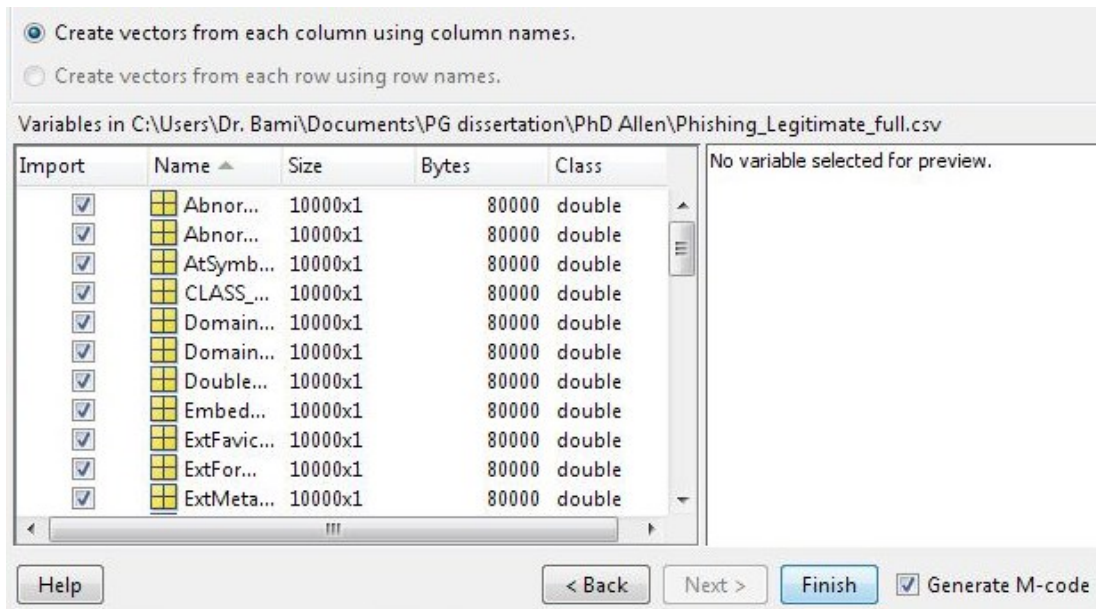 Create vectors from each column using column names.
Create vectors from each row using row names.
Variables in C:\Users\Dr. Bami\Documents\PG dissertation\PhD Allen\Phishing_Legitimate_full.csv
Import Name Size Bytes Class
No variable selected for preview.
Abnor... 10000x1 80000 double
Abnor... 10000x1 80000 double
AtSymb... 10000x1 80000 double
CLASS_... 10000x1 80000 double
Domain... 10000x1 80000 double
Domain... 10000x1 80000 double
Double... 10000x1 80000 double
Embed... 10000x1 80000 double
ExtFavic... 10000x1 80000 double
ExtFor... 10000x1 80000 double
ExtMeta... 10000x1 80000 double
Help < Back Next > Finish Generate M-code